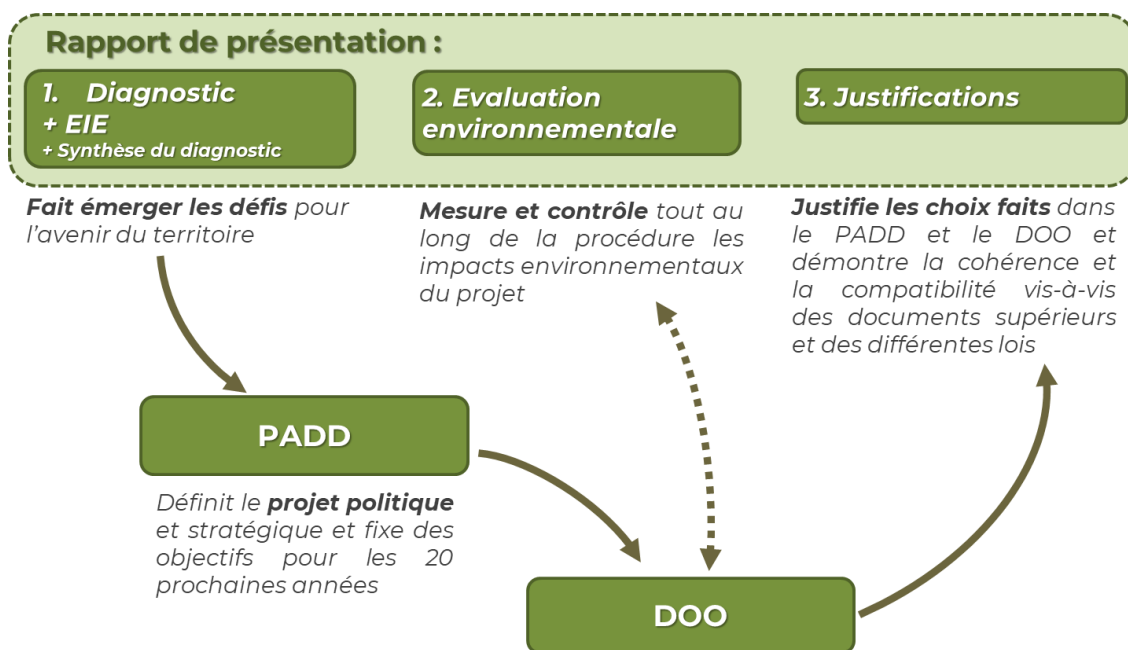 Rapport de présentation :
1. Diagnostic
+ EIE
+ Synthèse du diagnostic
2. Evaluation
environnementale
3. Justifications
Fait émerger les défis pour
l'avenir du territoire
Mesure et contrôle tout au
long de la procédure les
impacts environnementaux
du projet
Justifie les choix faits dans
le PADD et le DOO et
démontre la cohérence et
la compatibilité vis-à-vis
des documents supérieurs
et des différentes lois
PADD
Définit le projet politique
et stratégique et fixe des
objectifs pour les 20
prochaines années
DOO